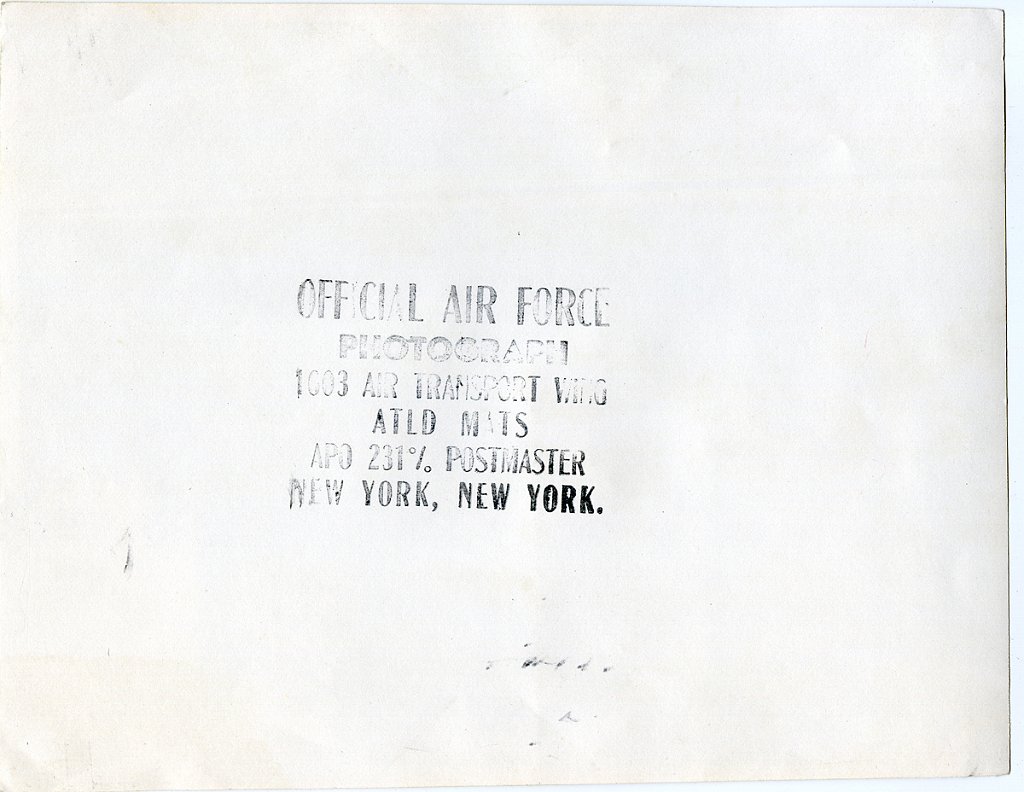 OFFICIAL AIR FORCE
PHOTOGRAPH
1603 AIR TRANSPORT WING
ATLD MATS
APO 231 % POSTMASTER
NEW YORK, NEW YORK.